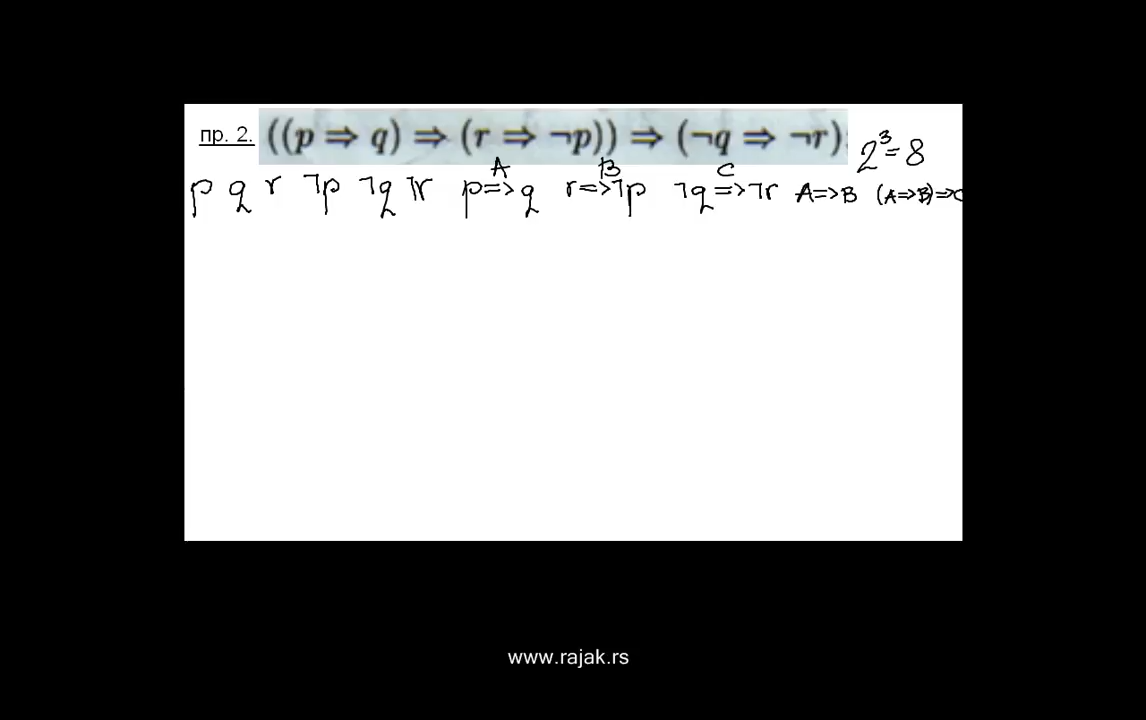 пр. 2. ((p ⇒ q) ⇒ (r ⇒ ¬p)) ⇒ (¬q ⇒ ¬r) 2³=8
A B C
p q r ¬p ¬q ¬r p=>q r=>¬p ¬q=>¬r A=>B (A=>B)=>C
www.rajak.rs